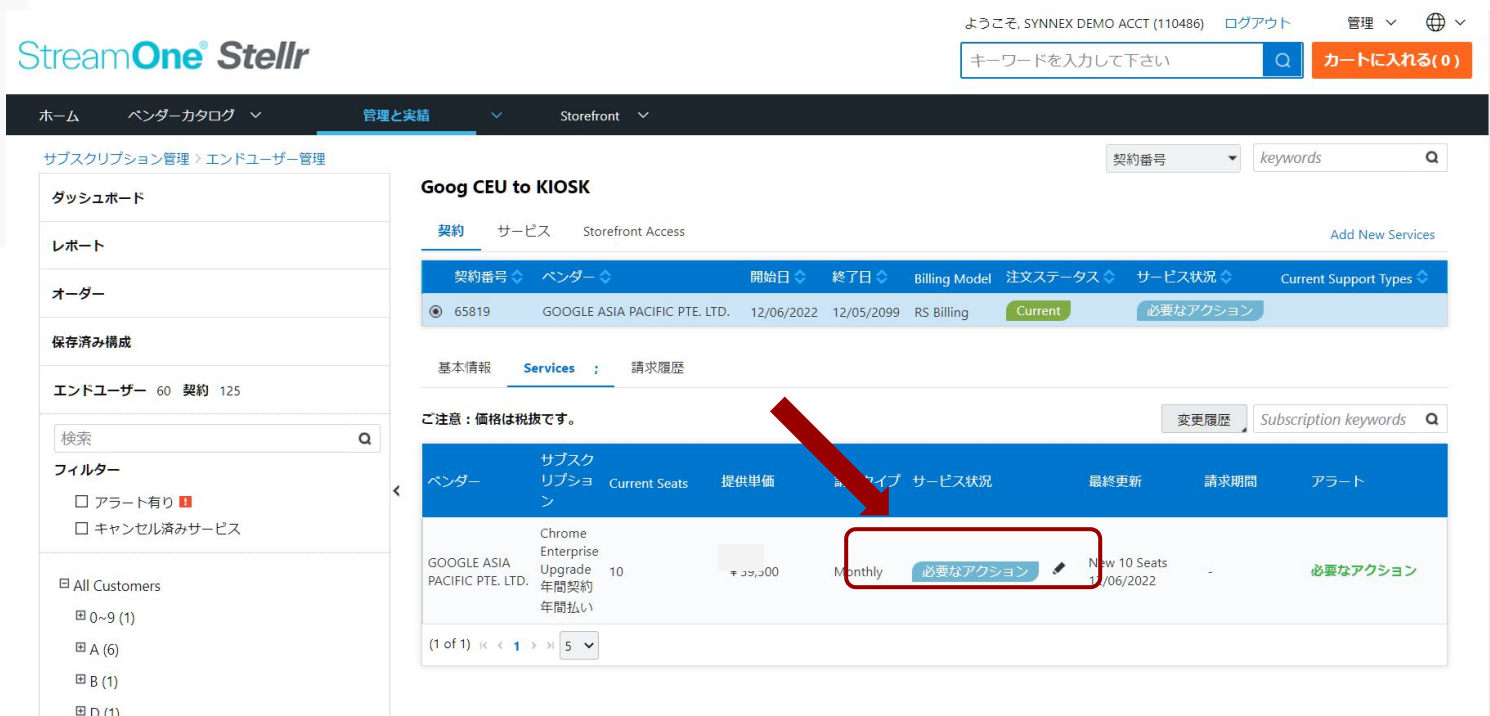 ようこそ, SYNNEX DEMO ACCT (110486) ログアウト 管理
StreamOne® Stellr
キーワードを入力して下さい カートに入れる( 0 )
ホーム ベンダーカタログ 管理と実績 Storefront
サブスクリプション管理 > エンドユーザー管理
契約番号 keywords
ダッシュボード
レポート
オーダー
保存済み構成
エンドユーザー 60 契約 125
検索
フィルター
アラート有り
キャンセル済みサービス
All Customers
0~9 (1)
A (6)
B (1)
D (1)
Goog CEU to KIOSK
契約 サービス Storefront Access Add New Services
契約番号 ベンダー 開始日 終了日 Billing Model 注文ステータス サービス状況 Current Support Types
65819 GOOGLE ASIA PACIFIC PTE. LTD. 12/06/2022 12/05/2099 RS Billing Current 必要なアクション
基本情報 Services ; 請求履歴
ご注意：価格は税抜です。 変更履歴 Subscription keywords
ベンダー サブスクリプション Current Seats 提供単価 タイプ サービス状況 最終更新 請求期間 アラート
GOOGLE ASIA PACIFIC PTE. LTD. Chrome Enterprise Upgrade 年間契約 年間払い 10 Monthly 必要なアクション New 10 Seats - 必要なアクション
(1 of 1) 1 5